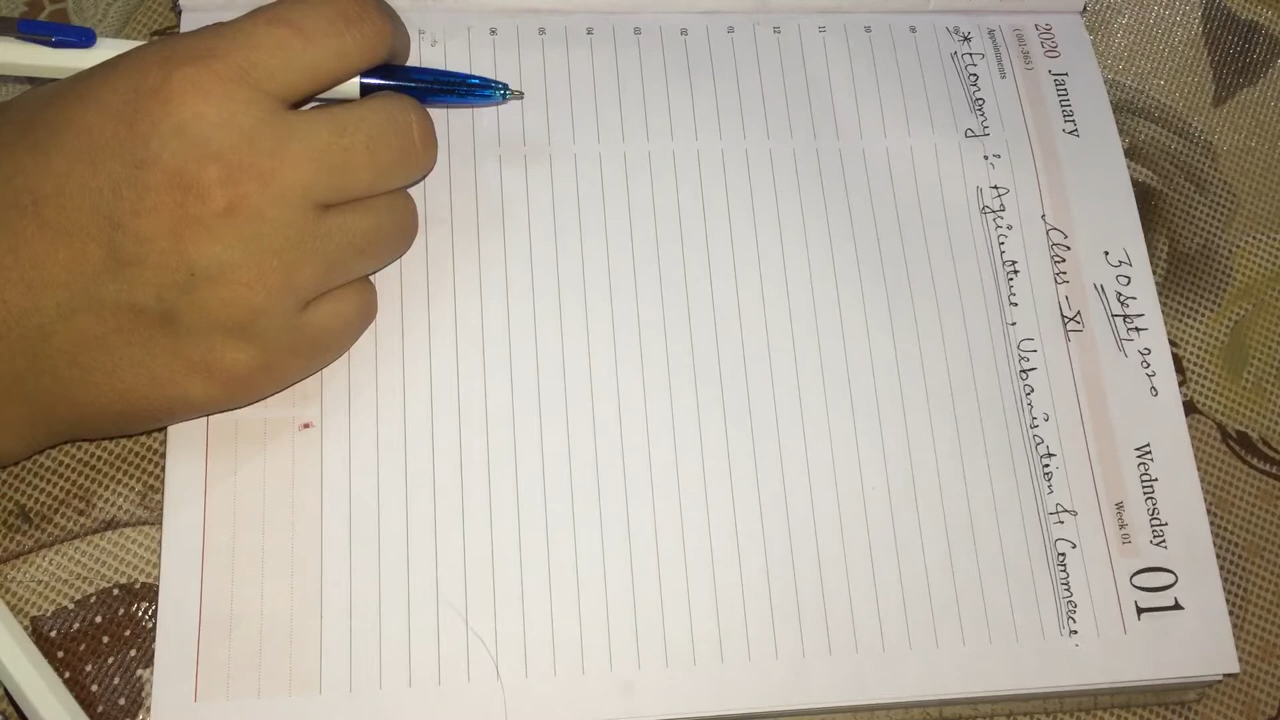 30 Sept, 2020
2020 January
Wednesday 01
(001-365)
Week 01
Class - XI
Appointments
* Economy :- Agriculture, Urbanisation & Commerce.
09
10
11
12
01
02
03
04
05
06